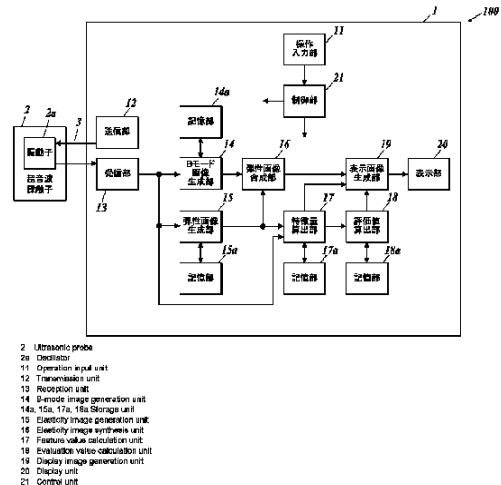 1
100
11
操作
入力部
21
制御部
14a
記憶部
2
2a
3
12
送信部
振動子
超音波
探触子
受信部
13
14
Bモード
画像
生成部
16
弾性画像
合成部
19
表示画像
生成部
20
表示部
15
弾性画像
生成部
17
特徴量
算出部
18
評価値
算出部
15a
記憶部
17a
記憶部
18a
記憶部
2 Ultrasonic probe
2a Oscillator
11 Operation input unit
12 Transmission unit
13 Reception unit
14 B-mode image generation unit
14a, 15a, 17a, 18a Storage unit
15 Elasticity image generation unit
16 Elasticity image synthesis unit
17 Feature value calculation unit
18 Evaluation value calculation unit
19 Display image generation unit
20 Display unit
21 Control unit